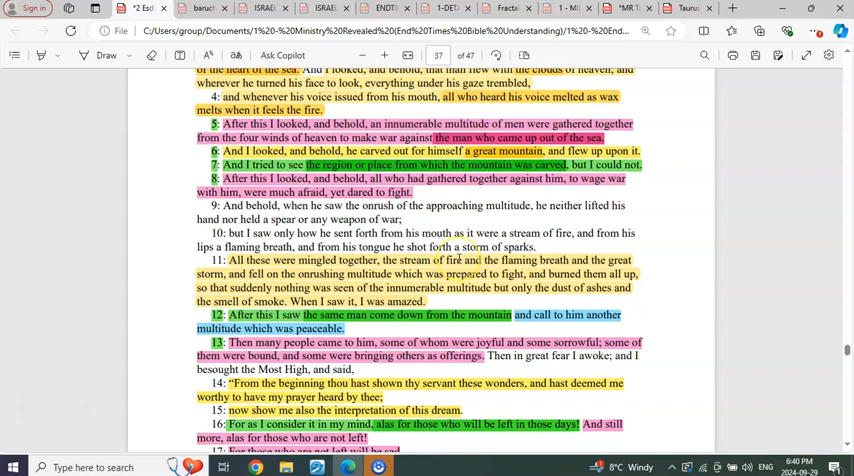 Sign in
*2 Esd
baruch
ISRAEL
ISRAEL
ENDTI
1-DETA
Fractal
1 - MI
*MR Ta
Taurus
File
C:/Users/group/Documents/1%20-%20Ministry%20Revealed%20(End%20Times%20Bible%20Understanding)/1%20End...
Draw
Ask Copilot
37 of 47
of the heart of the sea. And I looked, and behold, that man flew with the clouds of heaven; and
wherever he turned his face to look, everything under his gaze trembled,
4: and whenever his voice issued from his mouth, all who heard his voice melted as wax
melts when it feels the fire.
5: After this I looked, and behold, an innumerable multitude of men were gathered together
from the four winds of heaven to make war against the man who came up out of the sea.
6: And I looked, and behold, he carved out for himself a great mountain, and flew up upon it.
7: And I tried to see the region or place from which the mountain was carved, but I could not.
8: After this I looked, and behold, all who had gathered together against him, to wage war
with him, were much afraid, yet dared to fight.
9: And behold, when he saw the onrush of the approaching multitude, he neither lifted his
hand nor held a spear or any weapon of war;
10: but I saw only how he sent forth from his mouth as it were a stream of fire, and from his
lips a flaming breath, and from his tongue he shot forth a storm of sparks.
11: All these were mingled together, the stream of fire and the flaming breath and the great
storm, and fell on the onrushing multitude which was prepared to fight, and burned them all up,
so that suddenly nothing was seen of the innumerable multitude but only the dust of ashes and
the smell of smoke. When I saw it, I was amazed.
12: After this I saw the same man come down from the mountain and call to him another
multitude which was peaceable.
13: Then many people came to him, some of whom were joyful and some sorrowful; some of
them were bound, and some were bringing others as offerings. Then in great fear I awoke; and I
besought the Most High, and said,
14: “From the beginning thou hast shown thy servant these wonders, and hast deemed me
worthy to have my prayer heard by thee;
15: now show me also the interpretation of this dream.
16: For as I consider it in my mind, alas for those who will be left in those days! And still
more, alas for those who are not left!
17: For those who are not left will be sad
Type here to search
8°C Windy
ENG
6:40 PM
2024-09-29